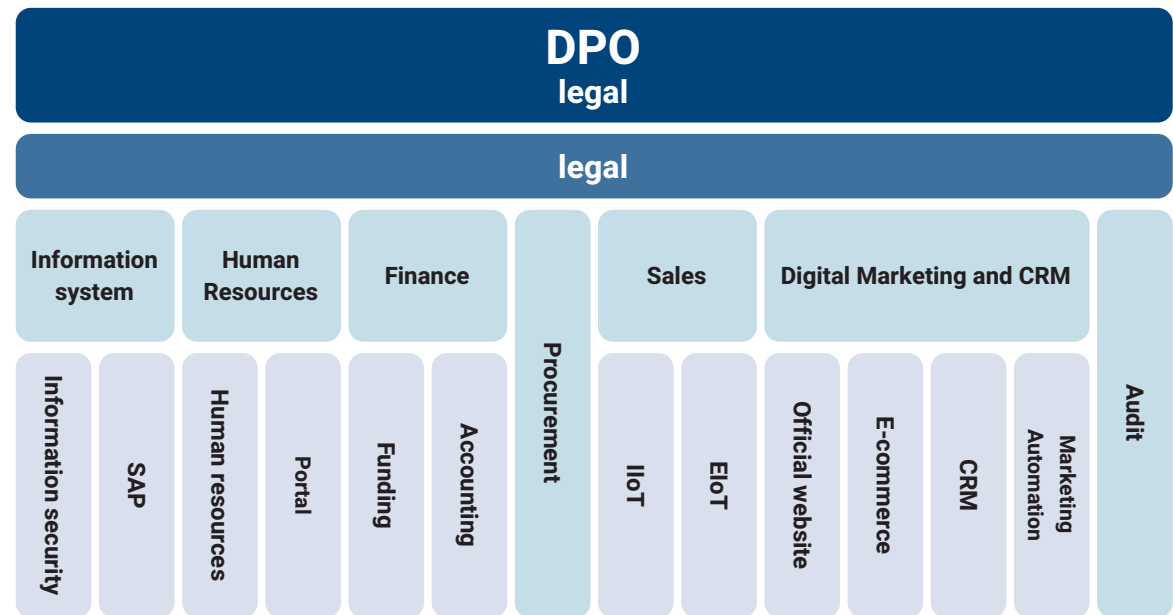 DPO
legal
legal
Information
system
Human
Resources
Finance
Procurement
Sales
Digital Marketing and CRM
Audit
Information security
SAP
Human resources
Portal
Funding
Accounting
IIoT
EIoT
Official website
E-commerce
CRM
Marketing
Automation